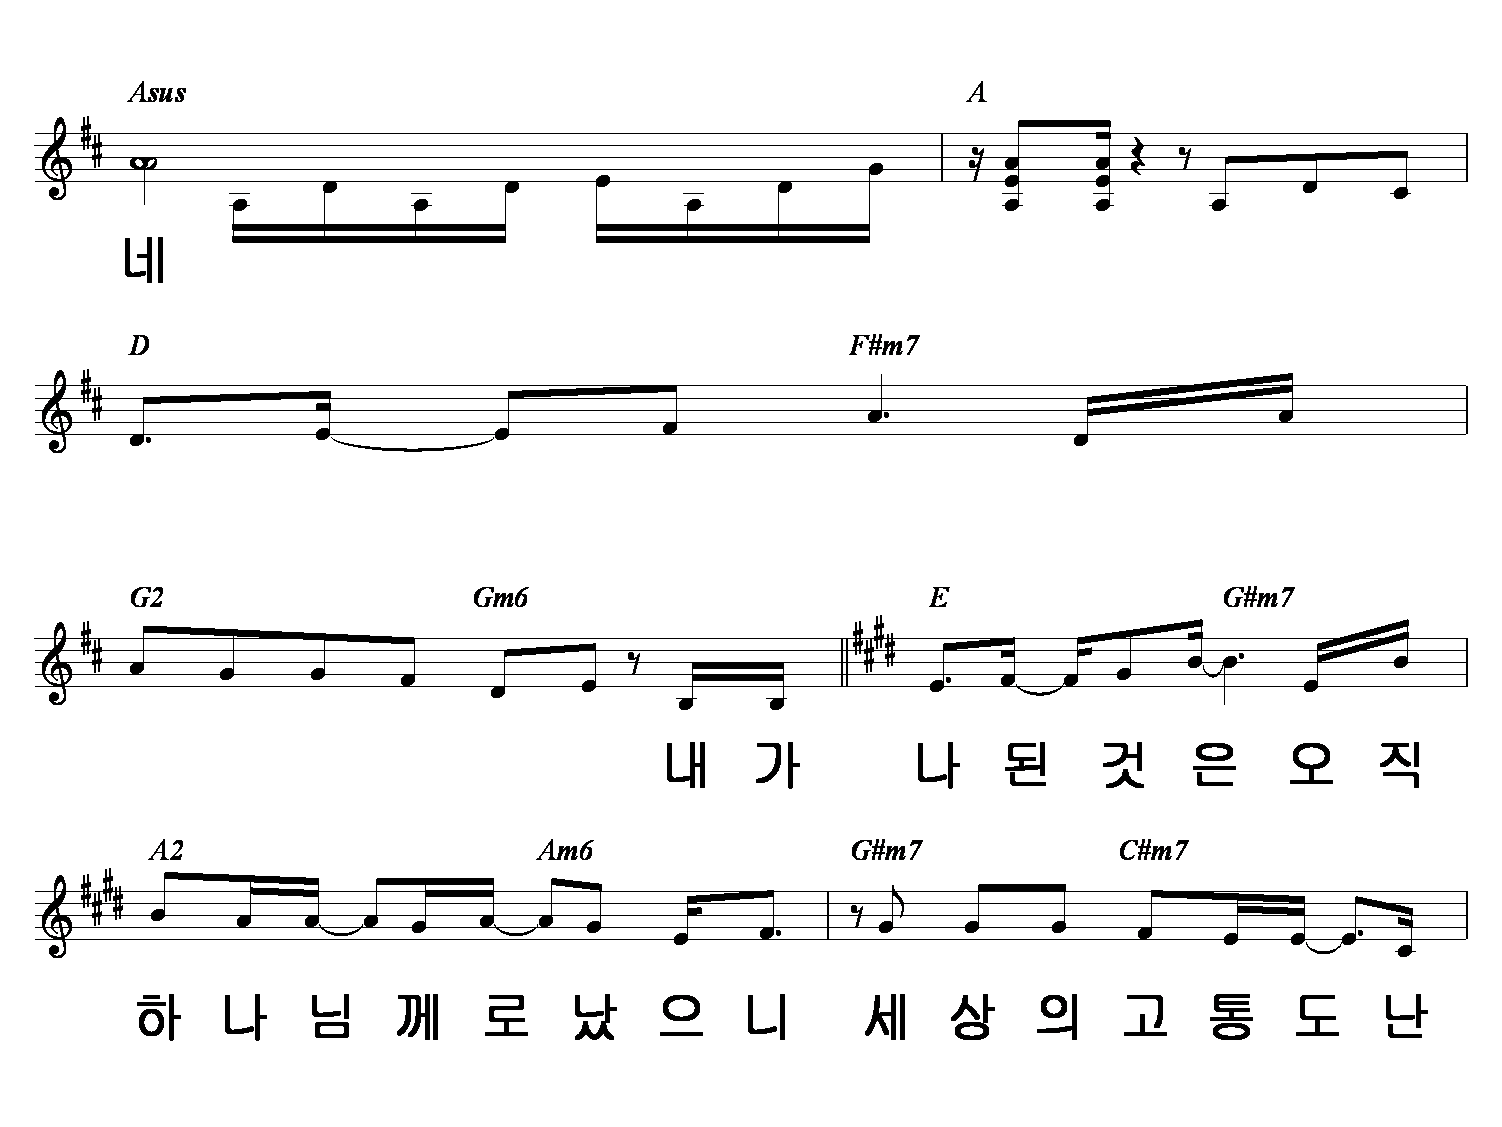 Asus A
네
D F#m7
G2 Gm6 E G#m7
내 가 나 된 것 은 오 직
A2 Am6 G#m7 C#m7
하 나 님 께 로 났 으 니 세 상 의 고 통 도 난